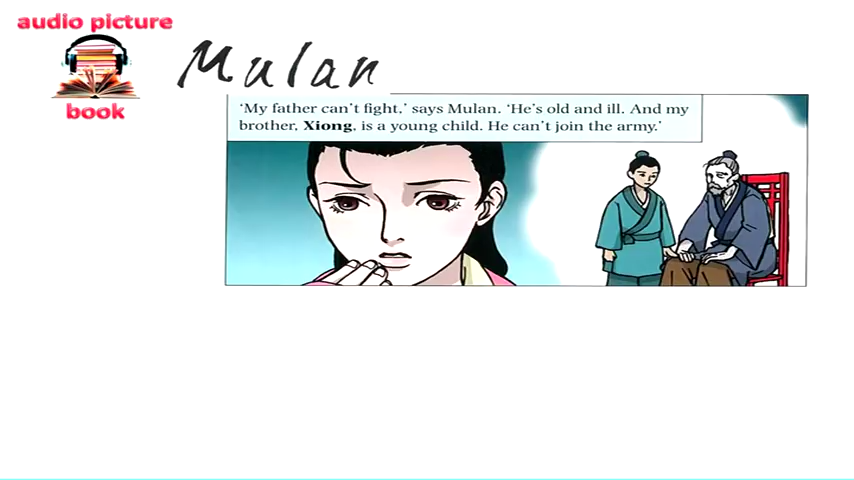 audio picture
book
Mulan
‘My father can’t fight,’ says Mulan. ‘He’s old and ill. And my
brother, Xiong, is a young child. He can’t join the army.’